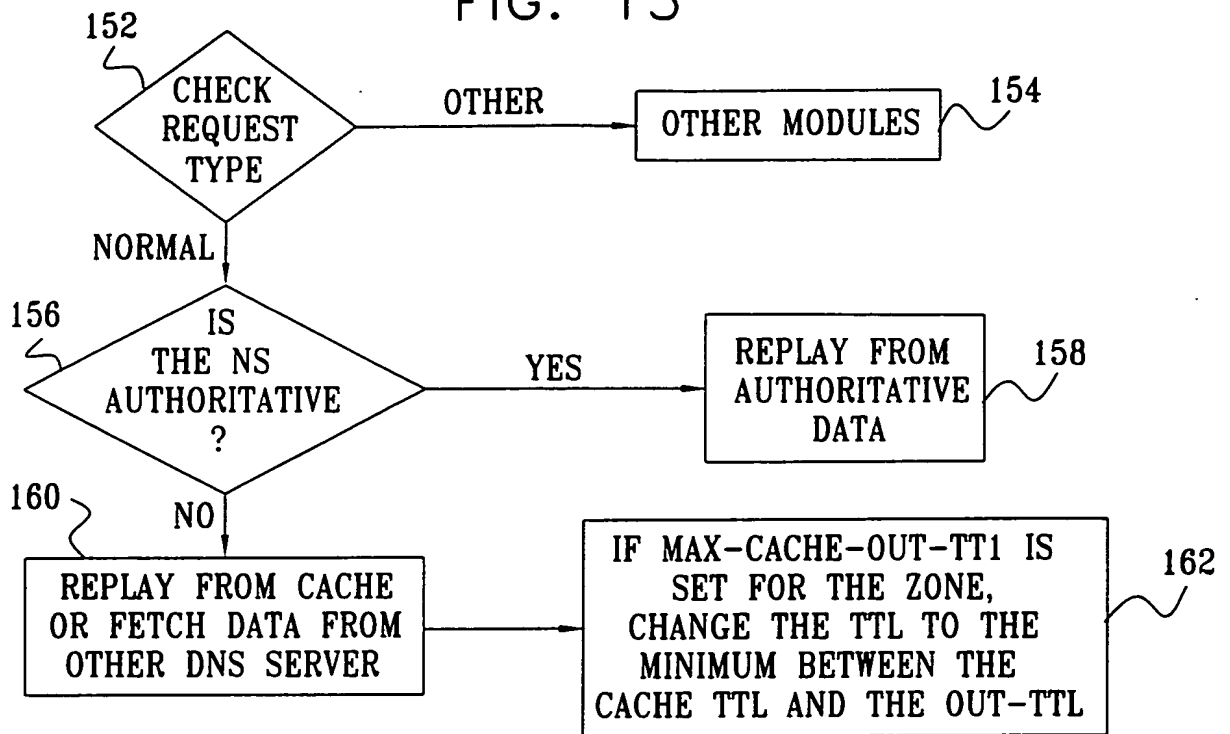 FIG. 13
152
CHECK
REQUEST
TYPE
OTHER
OTHER MODULES
154
NORMAL
156
IS
THE NS
AUTHORITATIVE
?
YES
REPLAY FROM
AUTHORITATIVE
DATA
158
160
NO
REPLAY FROM CACHE
OR FETCH DATA FROM
OTHER DNS SERVER
IF MAX-CACHE-OUT-TT1 IS
SET FOR THE ZONE,
CHANGE THE TTL TO THE
MINIMUM BETWEEN THE
CACHE TTL AND THE OUT-TTL
162